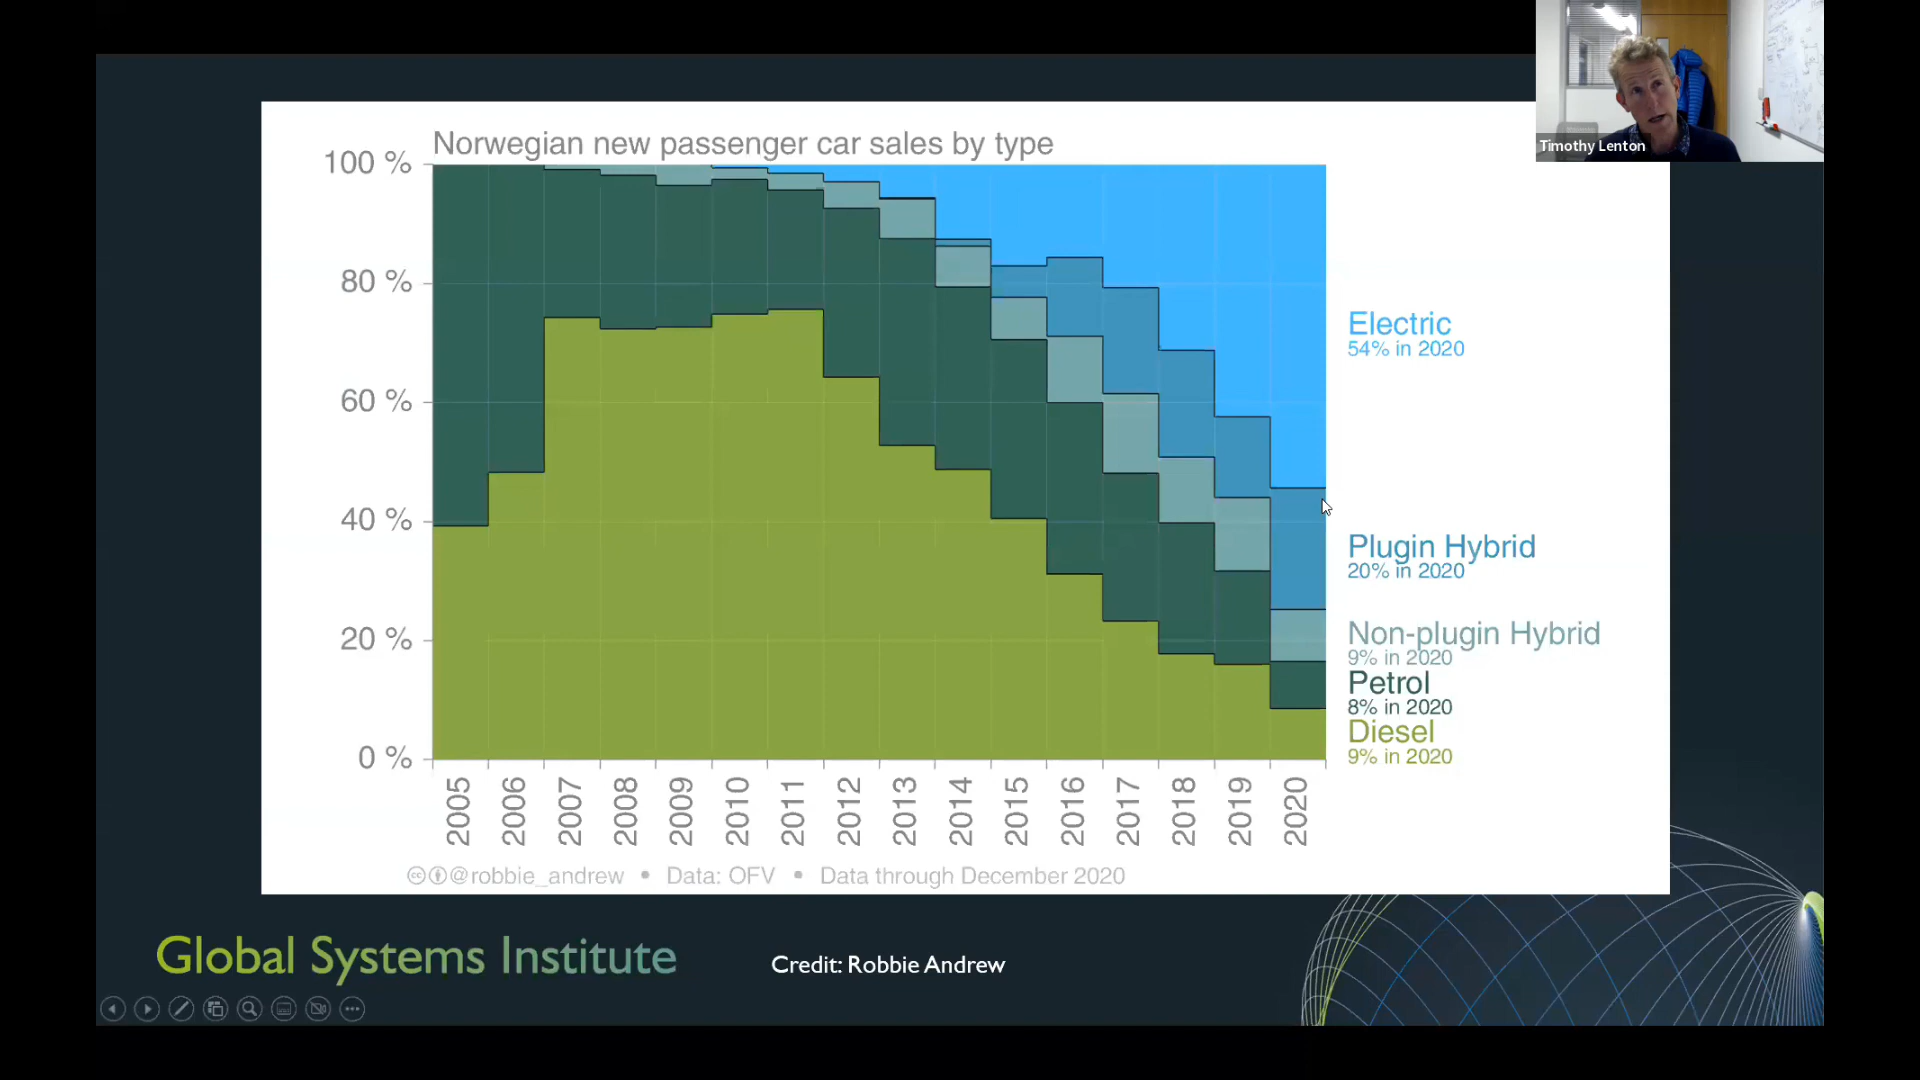 Timothy Lenton
Norwegian new passenger car sales by type
100 %
80 %
60 %
40 %
20 %
0 %
Electric
54% in 2020
Plugin Hybrid
20% in 2020
Non-plugin Hybrid
9% in 2020
Petrol
8% in 2020
Diesel
9% in 2020
2005
2006
2007
2008
2009
2010
2011
2012
2013
2014
2015
2016
2017
2018
2019
2020
@robbie_andrew • Data: OFV • Data through December 2020
Global Systems Institute
Credit: Robbie Andrew